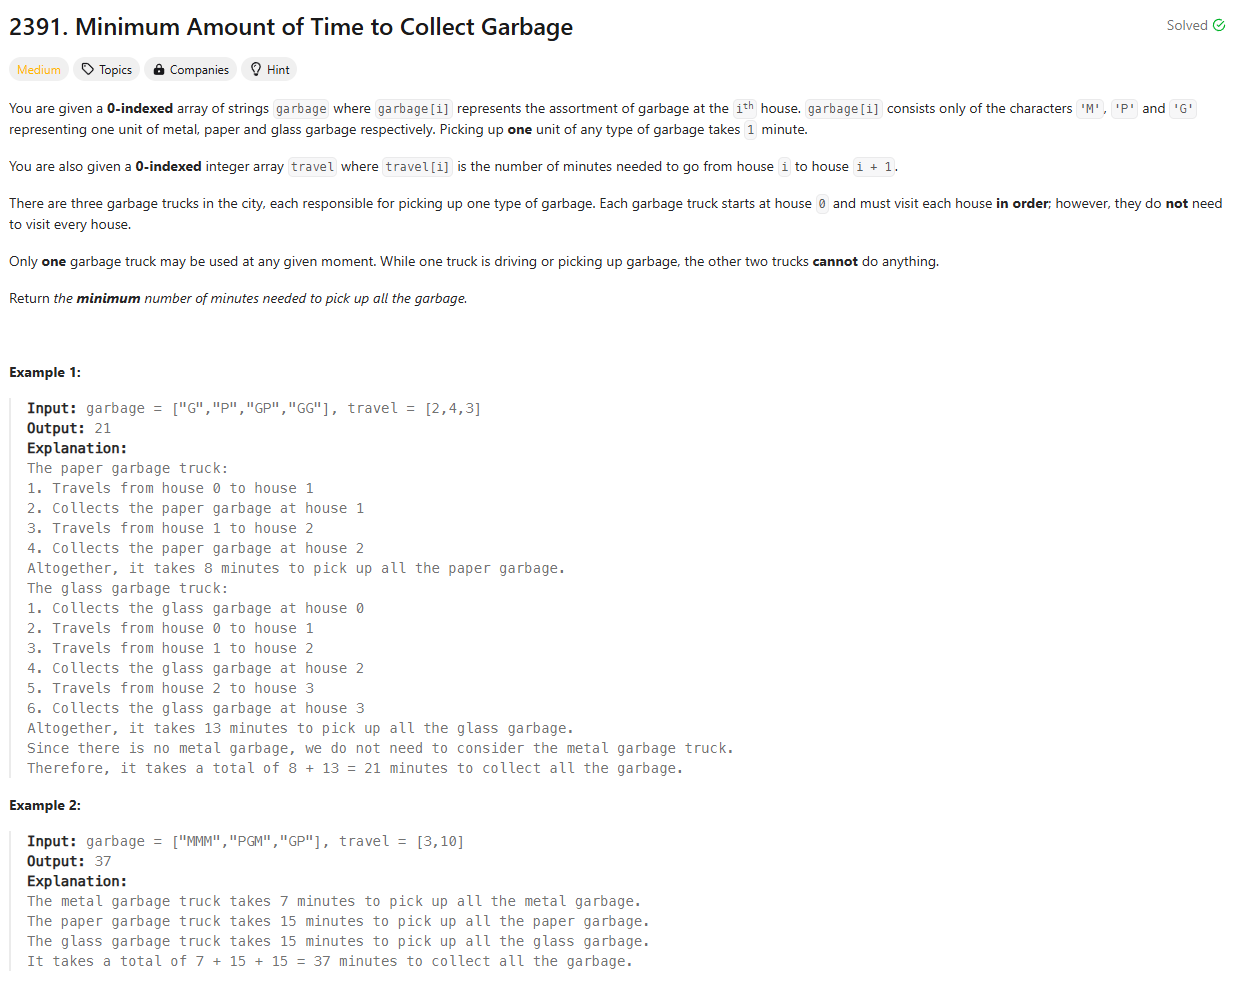 2391. Minimum Amount of Time to Collect Garbage
Solved
Medium Topics Companies Hint
You are given a 0-indexed array of strings garbage where garbage[i] represents the assortment of garbage at the ith house. garbage[i] consists only of the characters 'M', 'P' and 'G'
representing one unit of metal, paper and glass garbage respectively. Picking up one unit of any type of garbage takes 1 minute.
You are also given a 0-indexed integer array travel where travel[i] is the number of minutes needed to go from house i to house i + 1.
There are three garbage trucks in the city, each responsible for picking up one type of garbage. Each garbage truck starts at house 0 and must visit each house in order; however, they do not need
to visit every house.
Only one garbage truck may be used at any given moment. While one truck is driving or picking up garbage, the other two trucks cannot do anything.
Return the minimum number of minutes needed to pick up all the garbage.
Example 1:
Input: garbage = ["G","P","GP","GG"], travel = [2,4,3]
Output: 21
Explanation:
The paper garbage truck:
1. Travels from house 0 to house 1
2. Collects the paper garbage at house 1
3. Travels from house 1 to house 2
4. Collects the paper garbage at house 2
Altogether, it takes 8 minutes to pick up all the paper garbage.
The glass garbage truck:
1. Collects the glass garbage at house 0
2. Travels from house 0 to house 1
3. Travels from house 1 to house 2
4. Collects the glass garbage at house 2
5. Travels from house 2 to house 3
6. Collects the glass garbage at house 3
Altogether, it takes 13 minutes to pick up all the glass garbage.
Since there is no metal garbage, we do not need to consider the metal garbage truck.
Therefore, it takes a total of 8 + 13 = 21 minutes to collect all the garbage.
Example 2:
Input: garbage = ["MMM","PGM","GP"], travel = [3,10]
Output: 37
Explanation:
The metal garbage truck takes 7 minutes to pick up all the metal garbage.
The paper garbage truck takes 15 minutes to pick up all the paper garbage.
The glass garbage truck takes 15 minutes to pick up all the glass garbage.
It takes a total of 7 + 15 + 15 = 37 minutes to collect all the garbage.